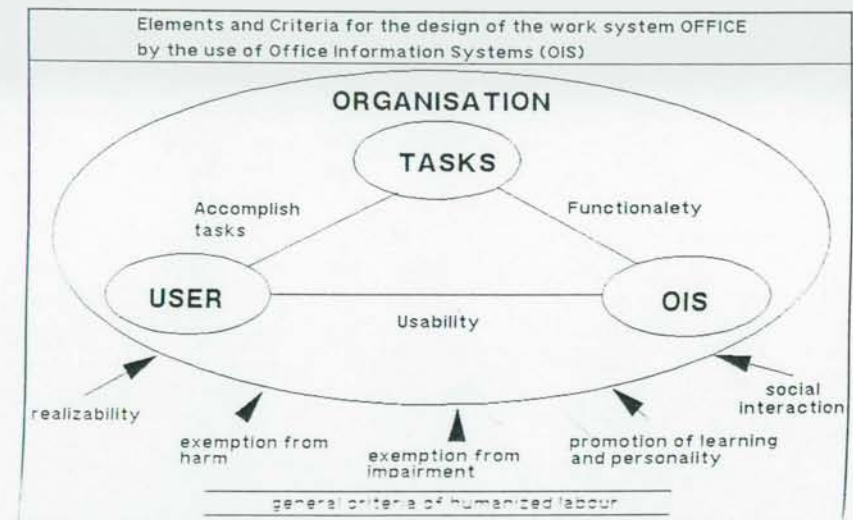 Elements and Criteria for the design of the work system OFFICE
by the use of Office Information Systems (OIS)
ORGANISATION
TASKS
Accomplish
tasks
Functionalety
USER
OIS
Usability
realizability
social
interaction
exemption from
harm
exemption from
impairment
promotion of learning
and personality
general criteria of humanized labour